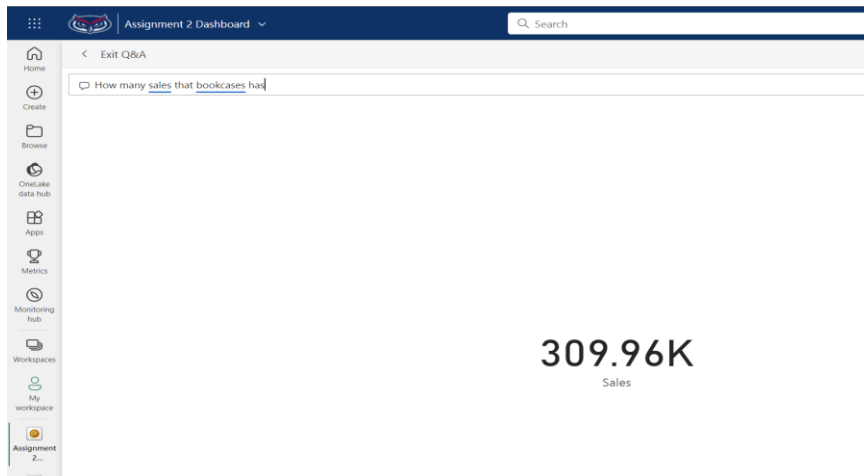 Assignment 2 Dashboard
Search
Home
Exit Q&A
How many sales that bookcases has
Create
Browse
OneLake
data hub
Apps
Metrics
Monitoring
hub
309.96K
Sales
Workspaces
My
workspace
Assignment
2...